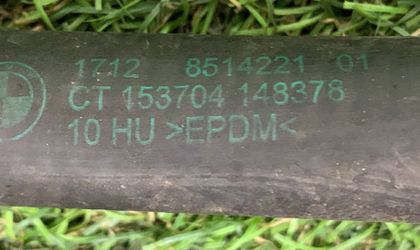 1712 8514221 01
CT 153704 148378
10 HU >EPDM<